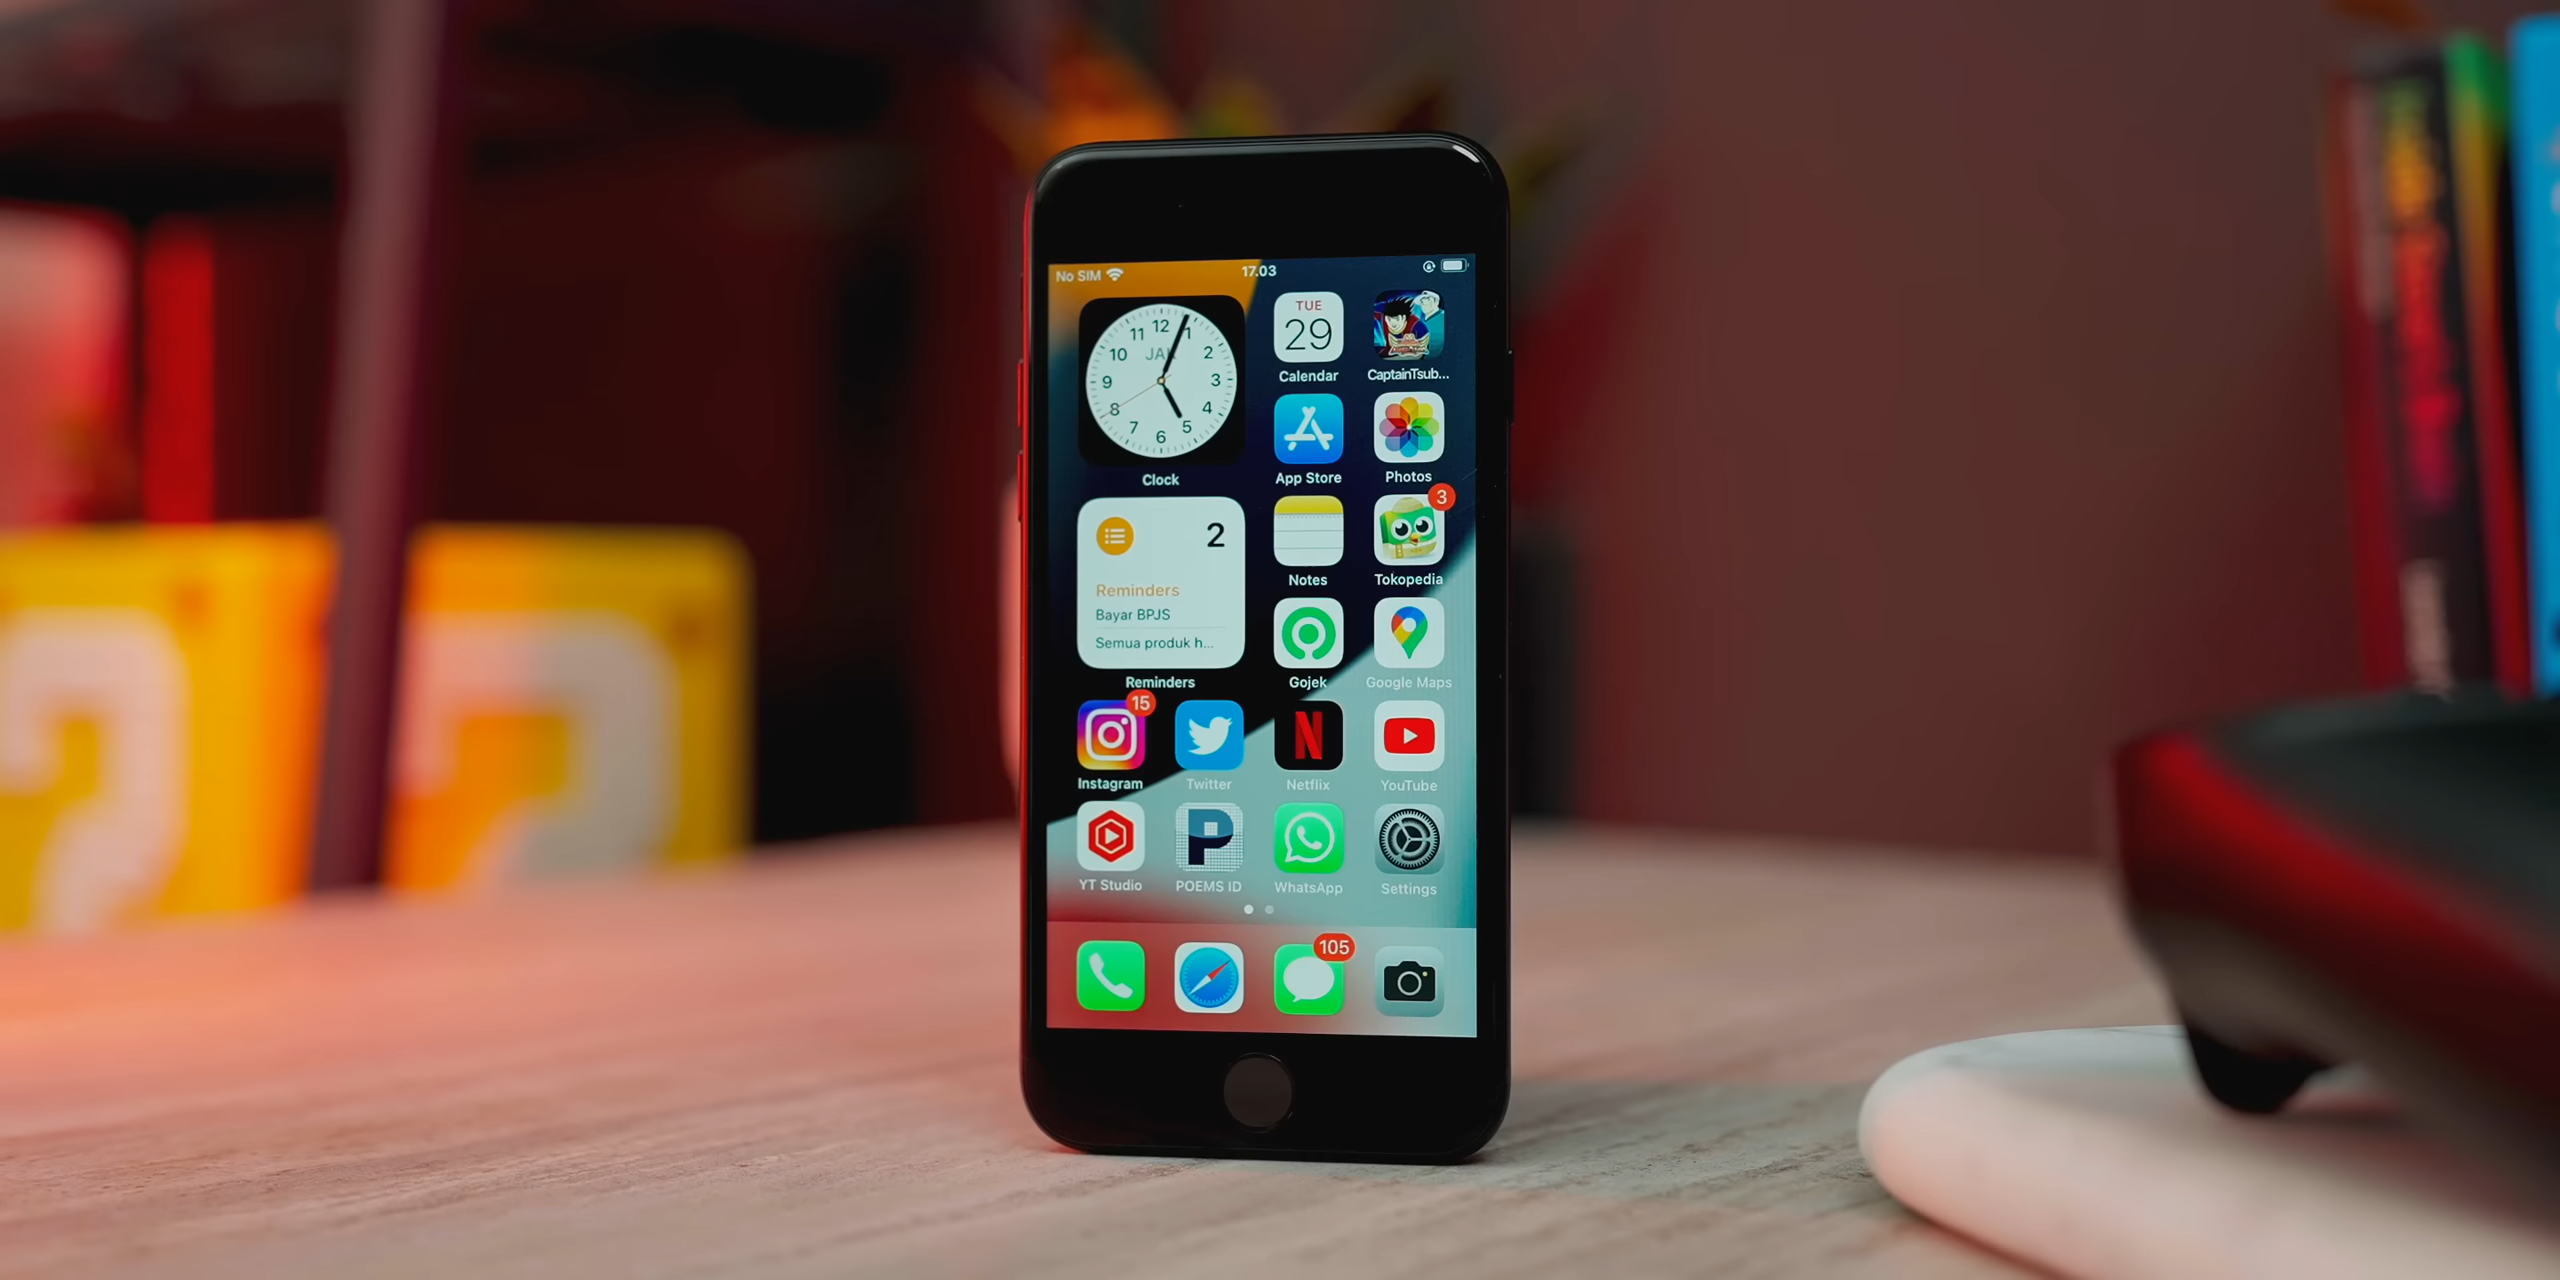 No SIM
17.03
12
1
2
3
4
5
6
7
8
9
10
11
Clock
TUE
29
Calendar
CaptainTsub...
App Store
Photos
2
Reminders
Bayar BPJS
Semua produk h...
Reminders
Notes
3
Tokopedia
Gojek
Google Maps
15
Instagram
Twitter
N
Netflix
YouTube
YT Studio
P
POEMS ID
WhatsApp
Settings
105